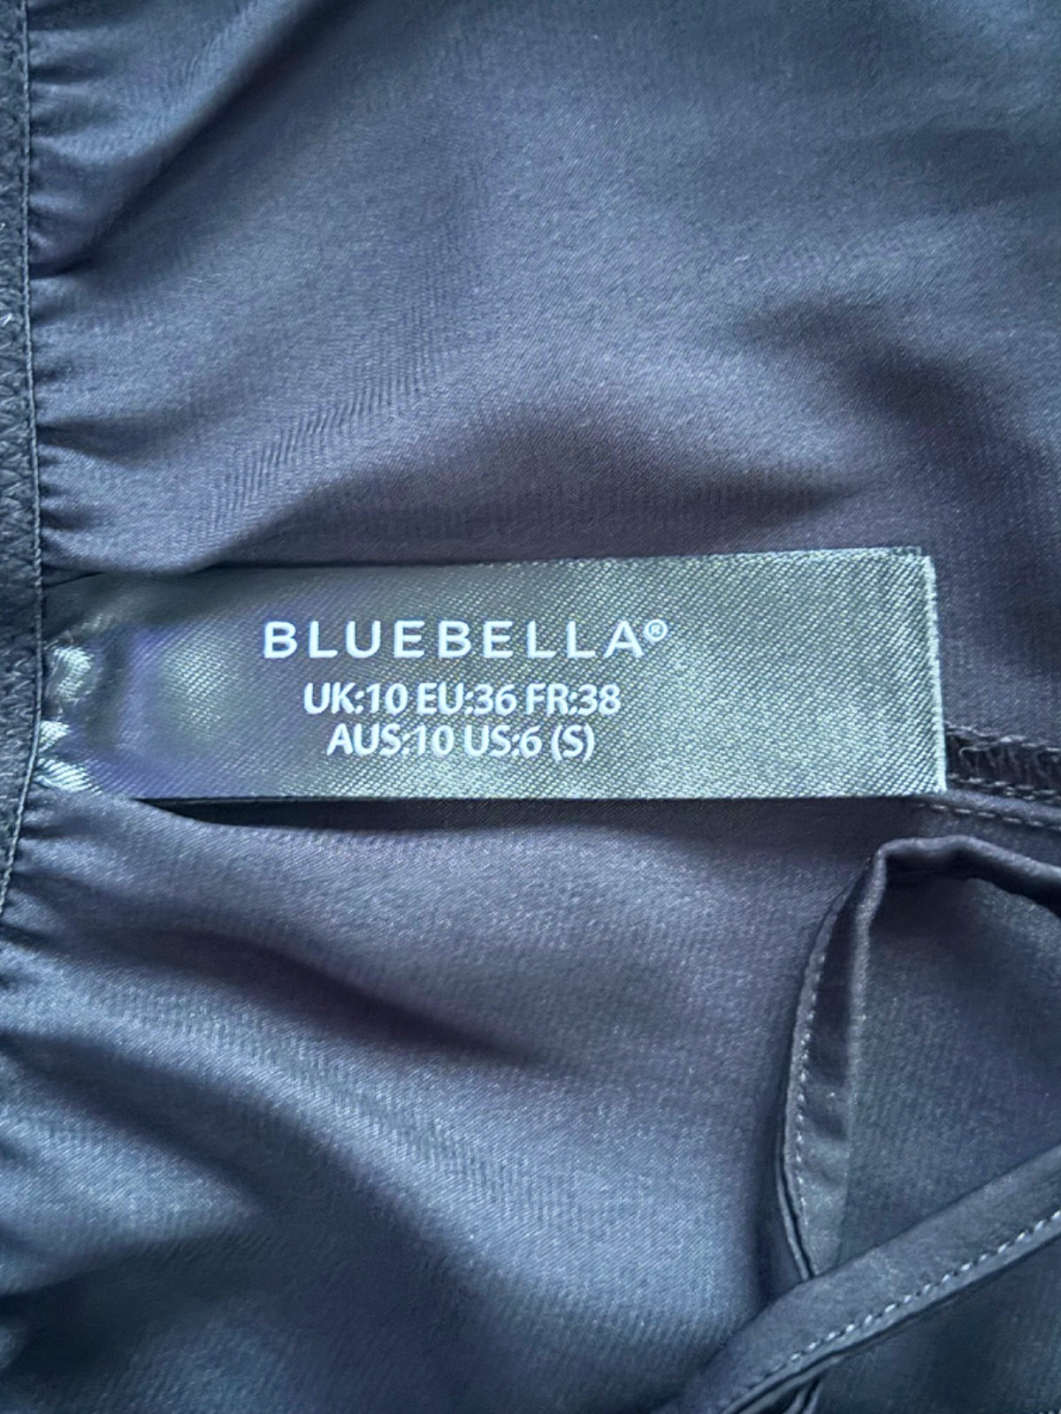 BLUEBELLA®
UK:10 EU:36 FR:38
AUS:10 US:6 (S)